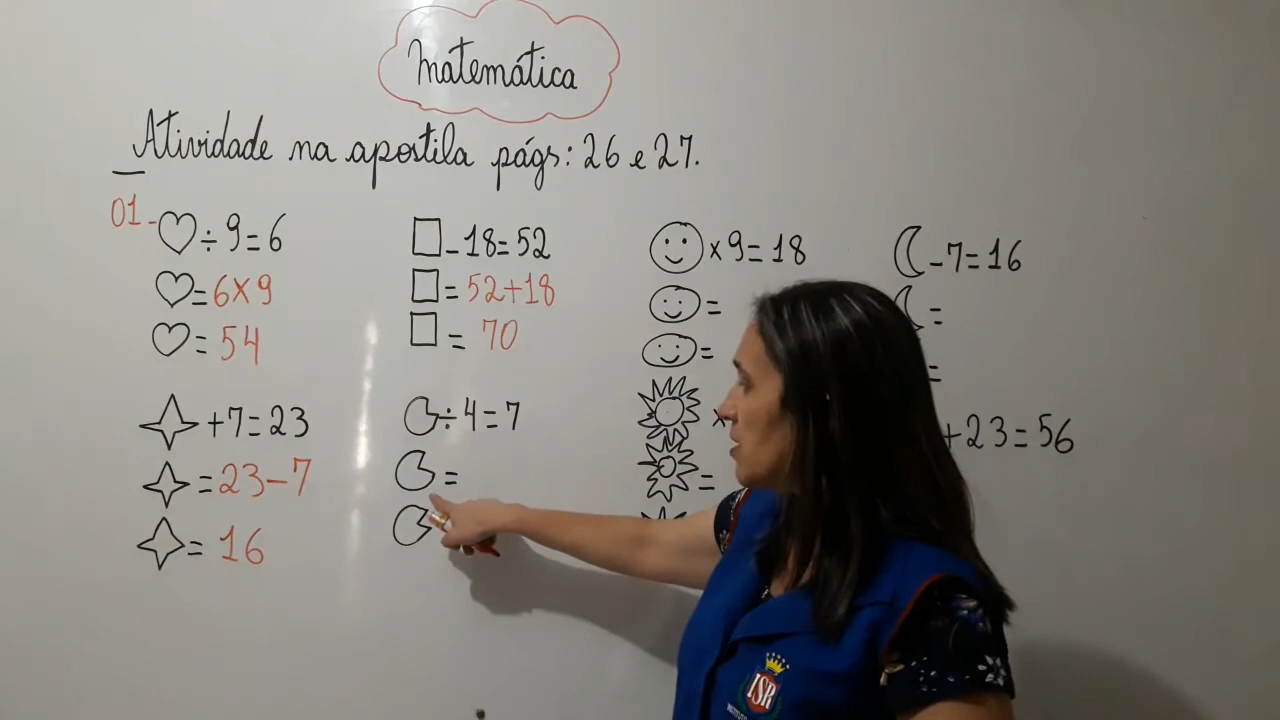 Matemática
Atividade na apostila págs: 26 e 27.
01- ÷ 9 = 6
= 6x9
= 54
- 18 = 52
= 52+18
= 70
x 9 = 18
=
=
- 7 = 16
=
=
+ 7 = 23
= 23-7
= 16
÷ 4 = 7
=
x
=
+ 23 = 56
ISR